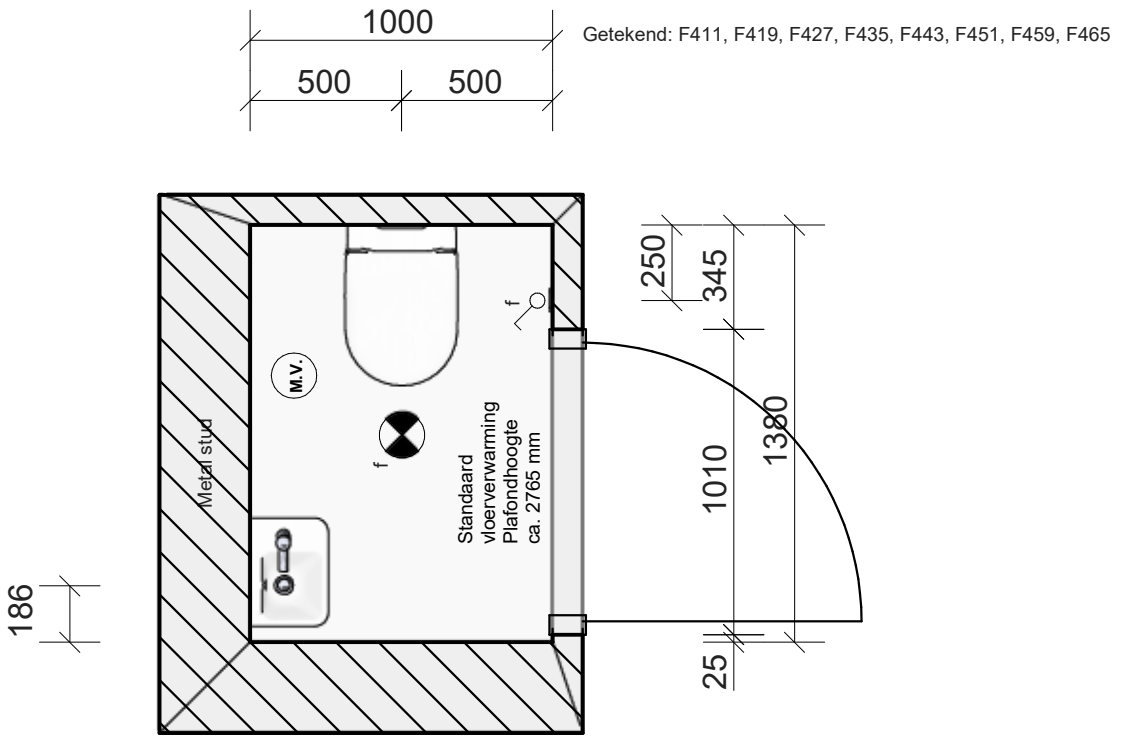 1000
Getekend: F411, F419, F427, F435, F443, F451, F459, F465
500
500
250
345
f
M.V.
f
Standaard
vloerverwarming
Plafondhoogte
ca. 2765 mm
Metal stud
1010
1380
186
25